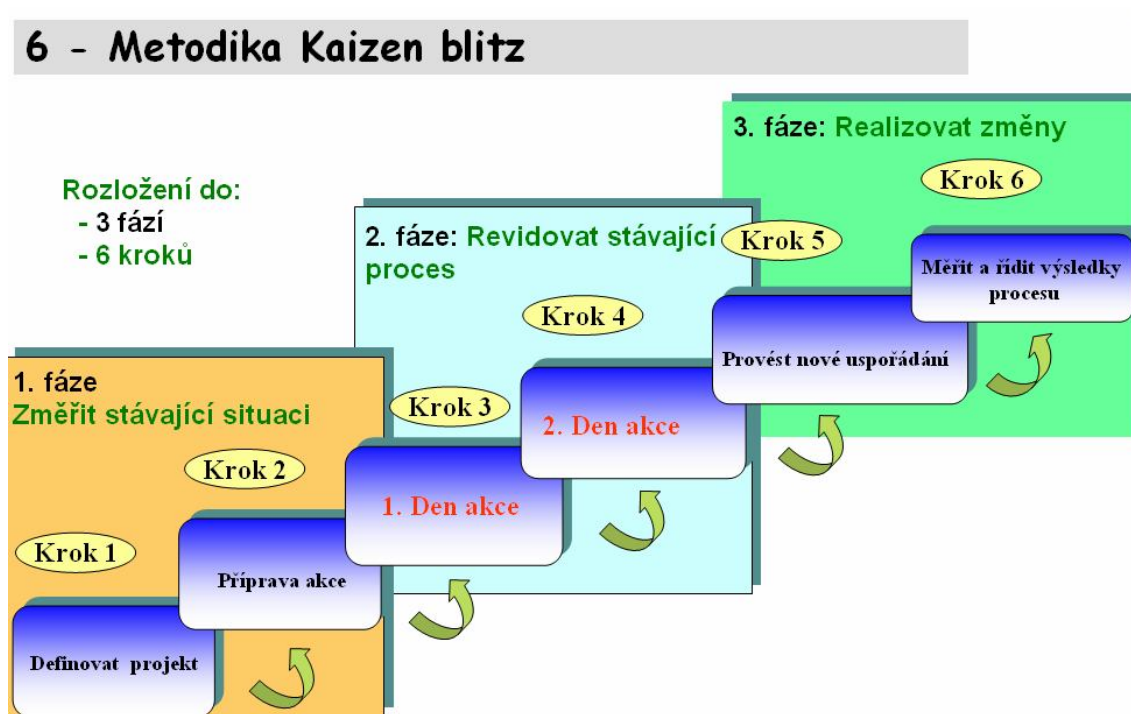 6 - Metodika Kaizen blitz
Rozložení do:
- 3 fází
- 6 kroků
1. fáze
Změřit stávající situaci
Krok 1
Definovat projekt
Krok 2
Příprava akce
2. fáze: Revidovat stávající
proces
Krok 3
1. Den akce
Krok 4
2. Den akce
3. fáze: Realizovat změny
Krok 5
Provést nové uspořádání
Krok 6
Měřit a řídit výsledky
procesu